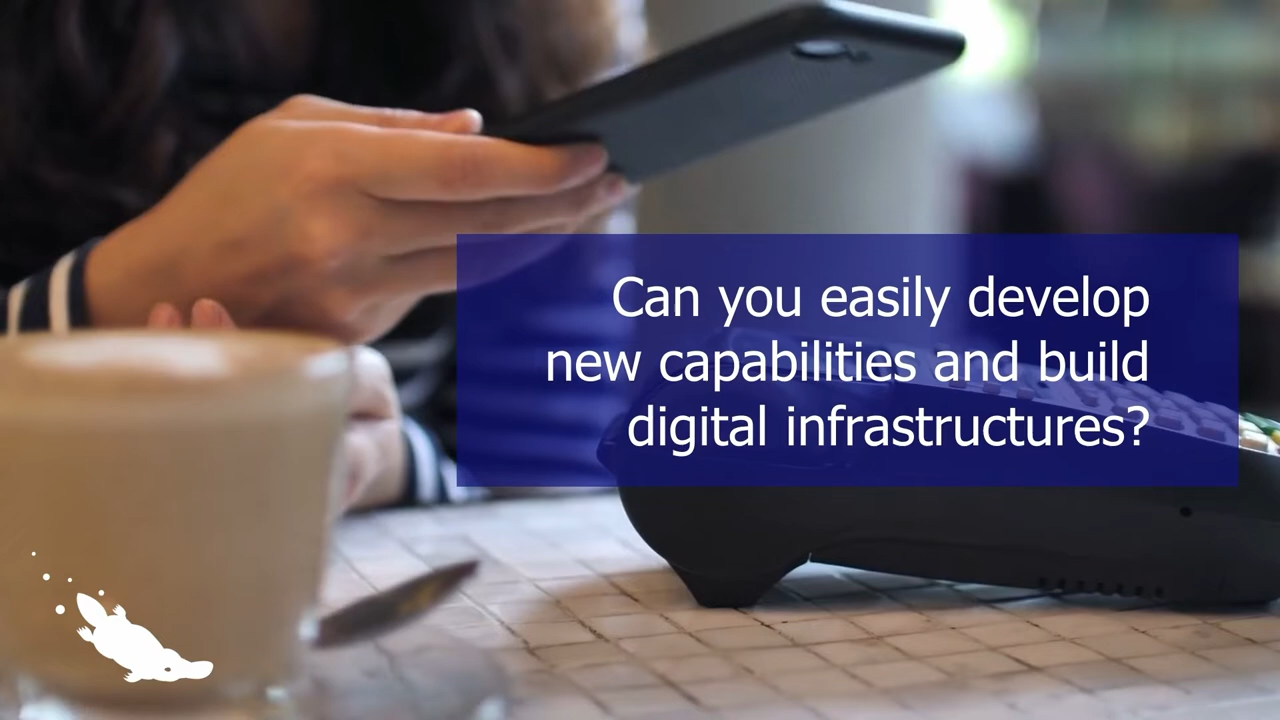 Can you easily develop
new capabilities and build
digital infrastructures?